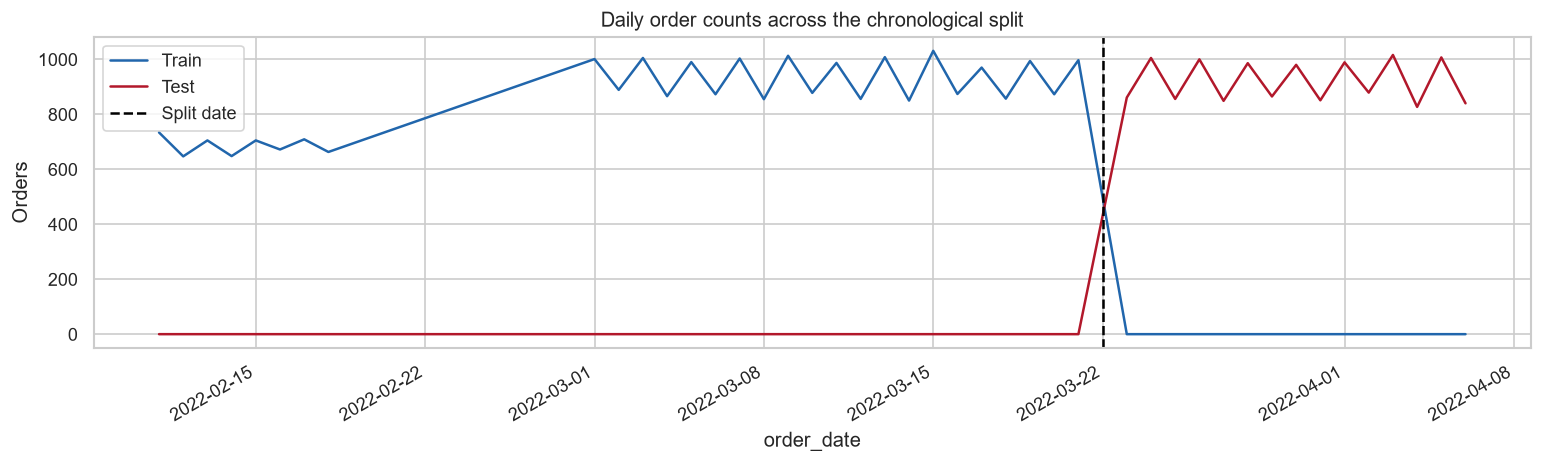 Daily order counts across the chronological split
Train
Test
Split date
1000
800
600
400
200
0
Orders
2022-02-15
2022-02-22
2022-03-01
2022-03-08
2022-03-15
2022-03-22
2022-04-01
2022-04-08
order_date